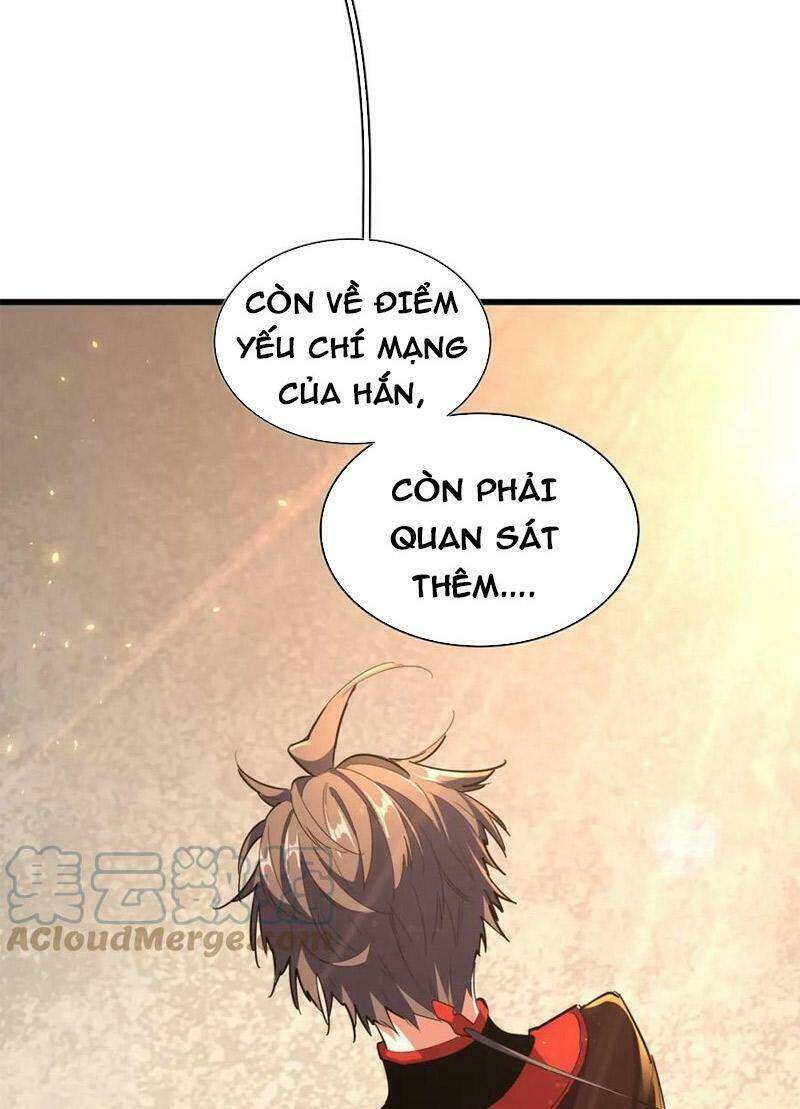 CÒN VỀ ĐIỂM
YẾU CHÍ MẠNG
CỦA HẮN,
CÒN PHẢI
QUAN SÁT
THÊM....
集云数据
ACloudMerge.com